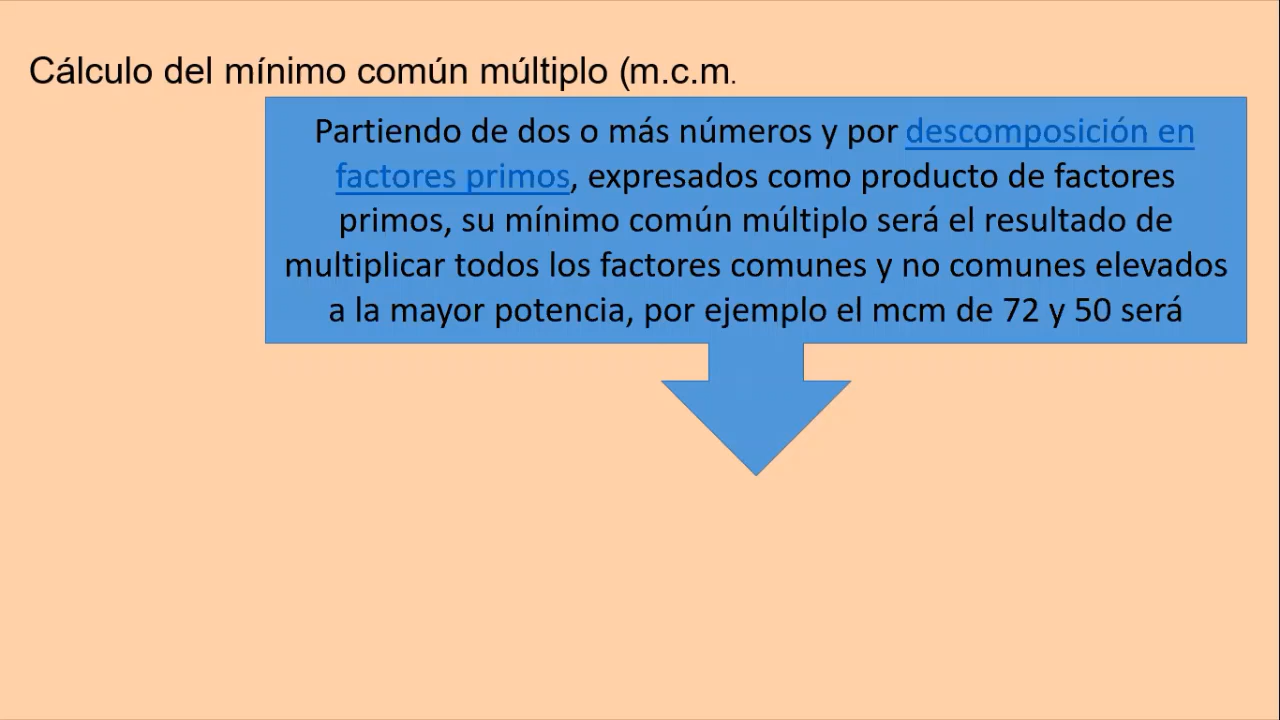 Cálculo del mínimo común múltiplo (m.c.m.
Partiendo de dos o más números y por descomposición en
factores primos, expresados como producto de factores
primos, su mínimo común múltiplo será el resultado de
multiplicar todos los factores comunes y no comunes elevados
a la mayor potencia, por ejemplo el mcm de 72 y 50 será